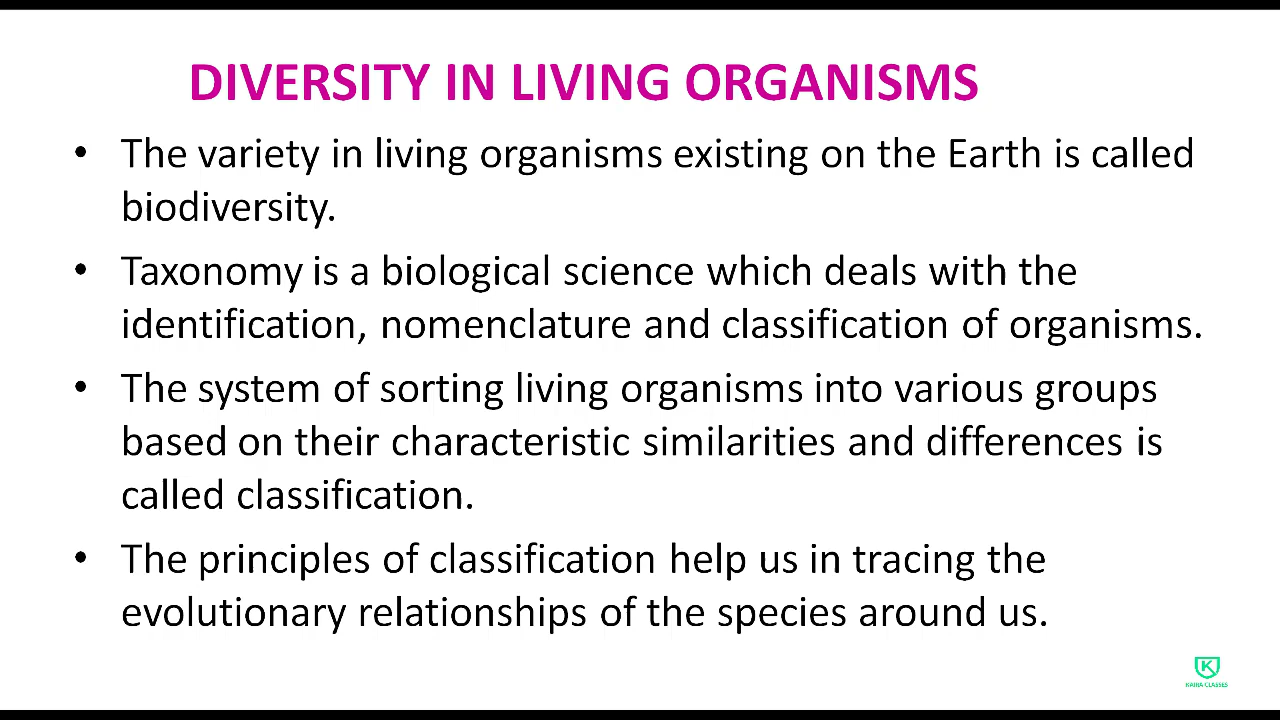 DIVERSITY IN LIVING ORGANISMS
• The variety in living organisms existing on the Earth is called
biodiversity.
• Taxonomy is a biological science which deals with the
identification, nomenclature and classification of organisms.
• The system of sorting living organisms into various groups
based on their characteristic similarities and differences is
called classification.
• The principles of classification help us in tracing the
evolutionary relationships of the species around us.
K
CLASSES